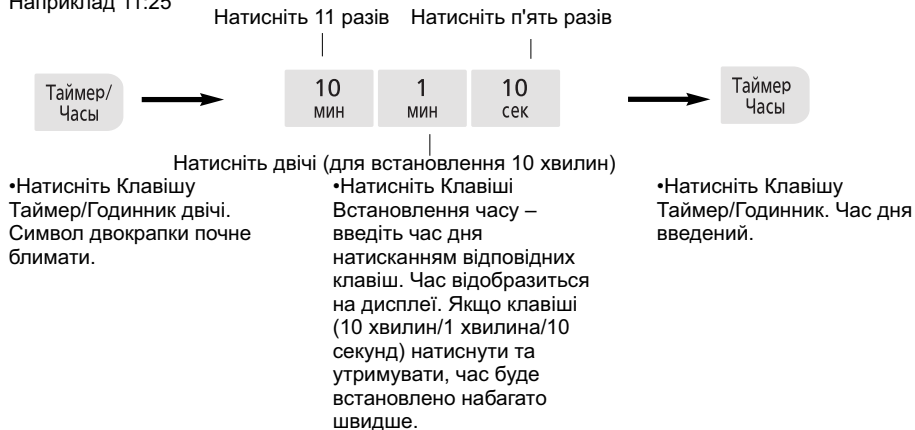 Наприклад 11:25
Натисніть 11 разів Натисніть п'ять разів
Таймер/
Часы
10
мин
1
мин
10
сек
Таймер
Часы
Натисніть двічі (для встановлення 10 хвилин)
•Натисніть Клавішу
Таймер/Годинник двічі.
Символ двокрапки почне
блимати.
•Натисніть Клавіші
Встановлення часу –
введіть час дня
натисканням відповідних
клавіш. Час відобразиться
на дисплеї. Якщо клавіші
(10 хвилин/1 хвилина/10
секунд) натиснути та
утримувати, час буде
встановлено набагато
швидше.
•Натисніть Клавішу
Таймер/Годинник. Час дня
введений.